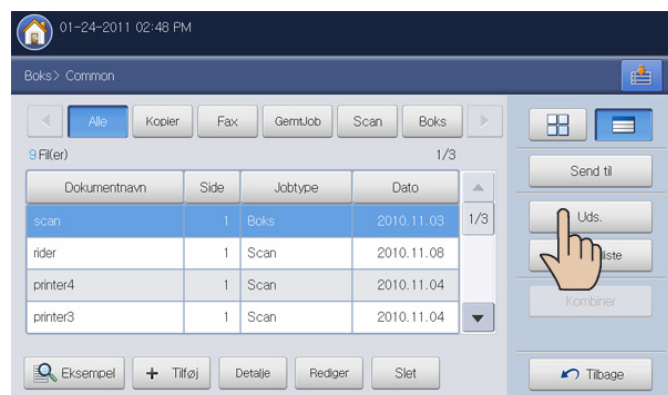 01-24-2011 02:48 PM
Boks> Common
Alle Kopier Fax GemtJob Scan Boks
9 Fil(er) 1/3
Dokumentnavn Side Jobtype Dato
scan 1 Boks 2010.11.03 1/3
rider 1 Scan 2010.11.08
printer4 1 Scan 2010.11.04
printer3 1 Scan 2010.11.04
Eksempel + Tilføj Detalje Rediger Slet
Send til
Uds.
liste
Kombiner
Tilbage